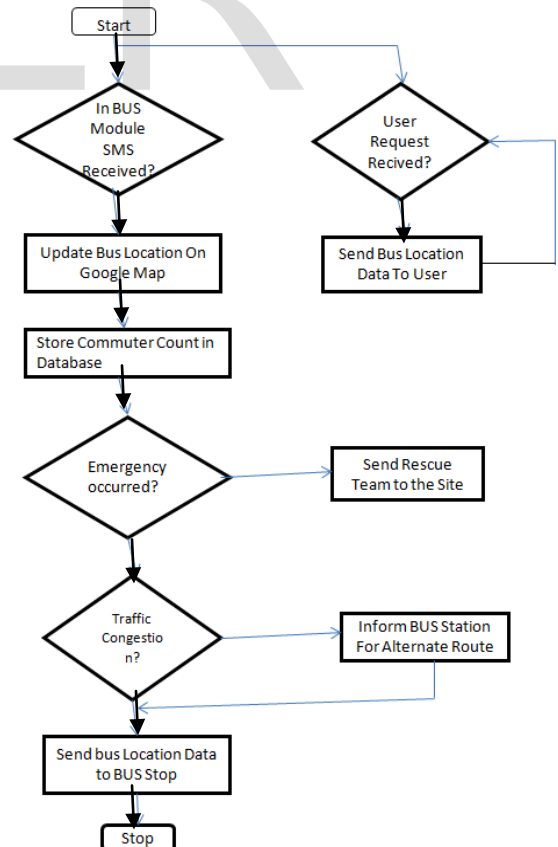 Start
In BUS
Module
SMS
Received?
User
Request
Recived?
Update Bus Location On
Google Map
Send Bus Location
Data To User
Store Commuter Count in
Database
Emergency
occurred?
Send Rescue
Team to the Site
Traffic
Congestio
n?
Inform BUS Station
For Alternate Route
Send bus Location Data
to BUS Stop
Stop